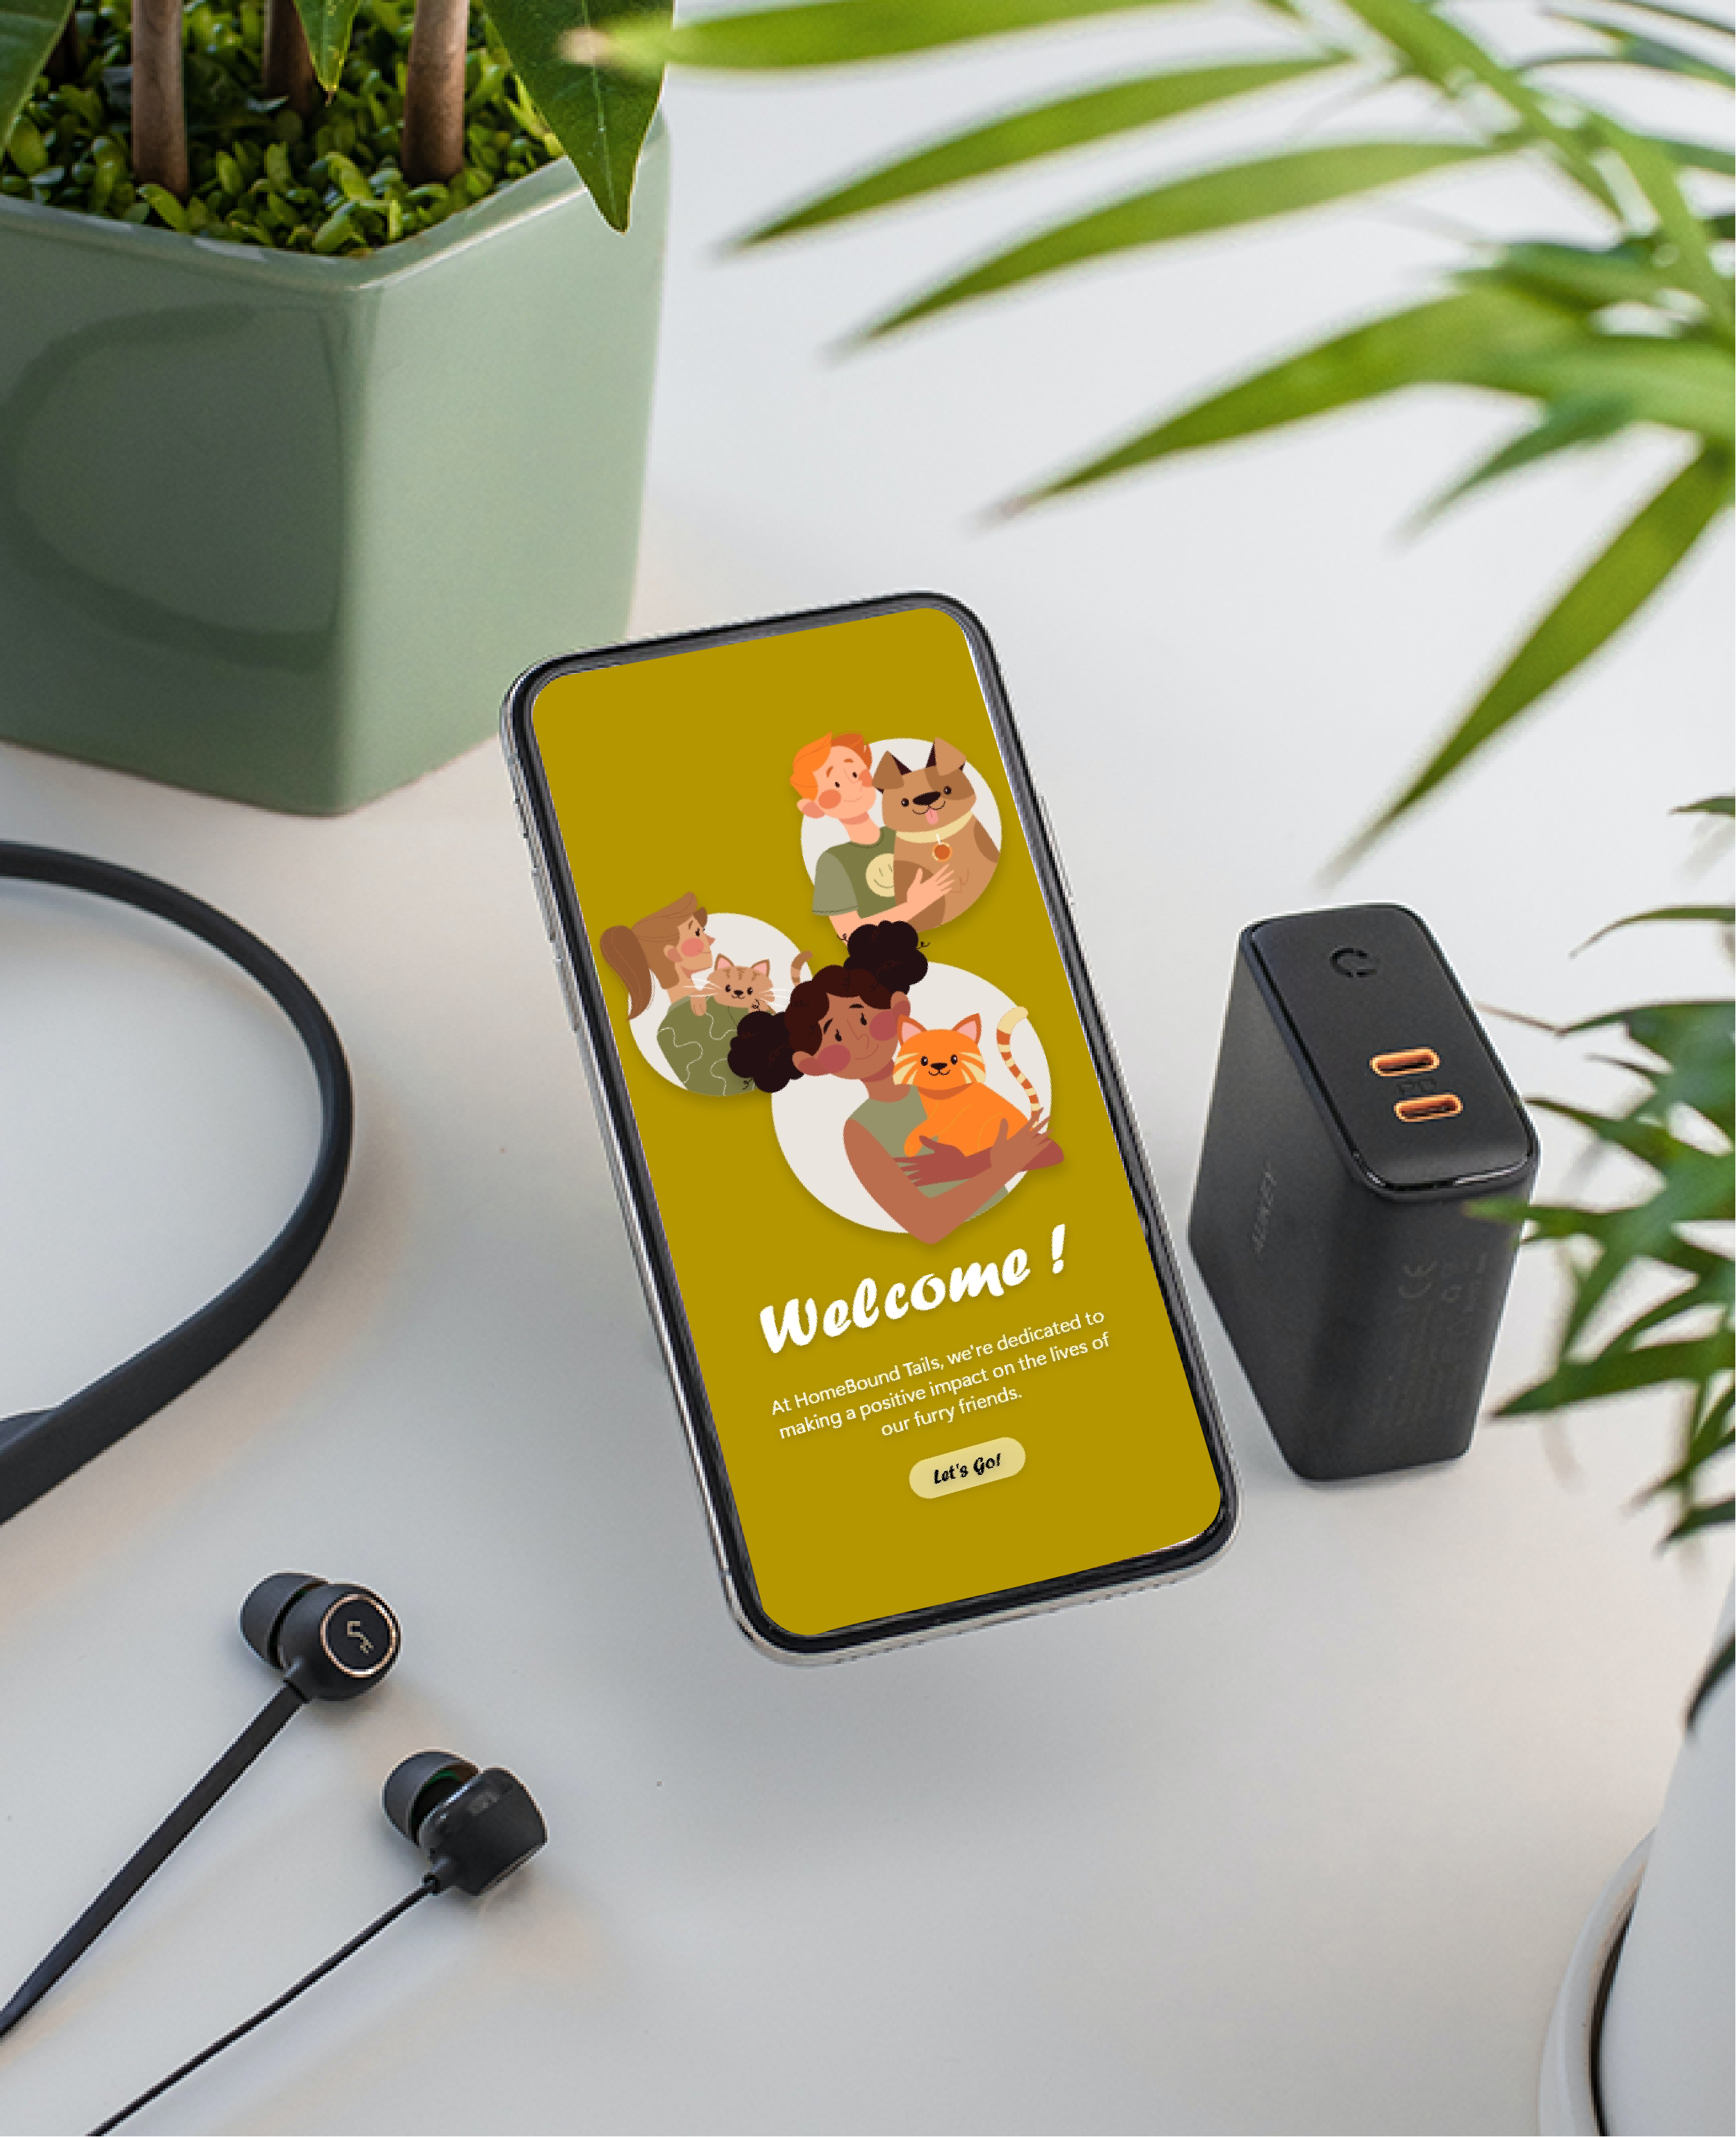 Welcome !
At HomeBound Tails, we're dedicated to
making a positive impact on the lives of
our furry friends.
Let's Go!
AUKEY
PD